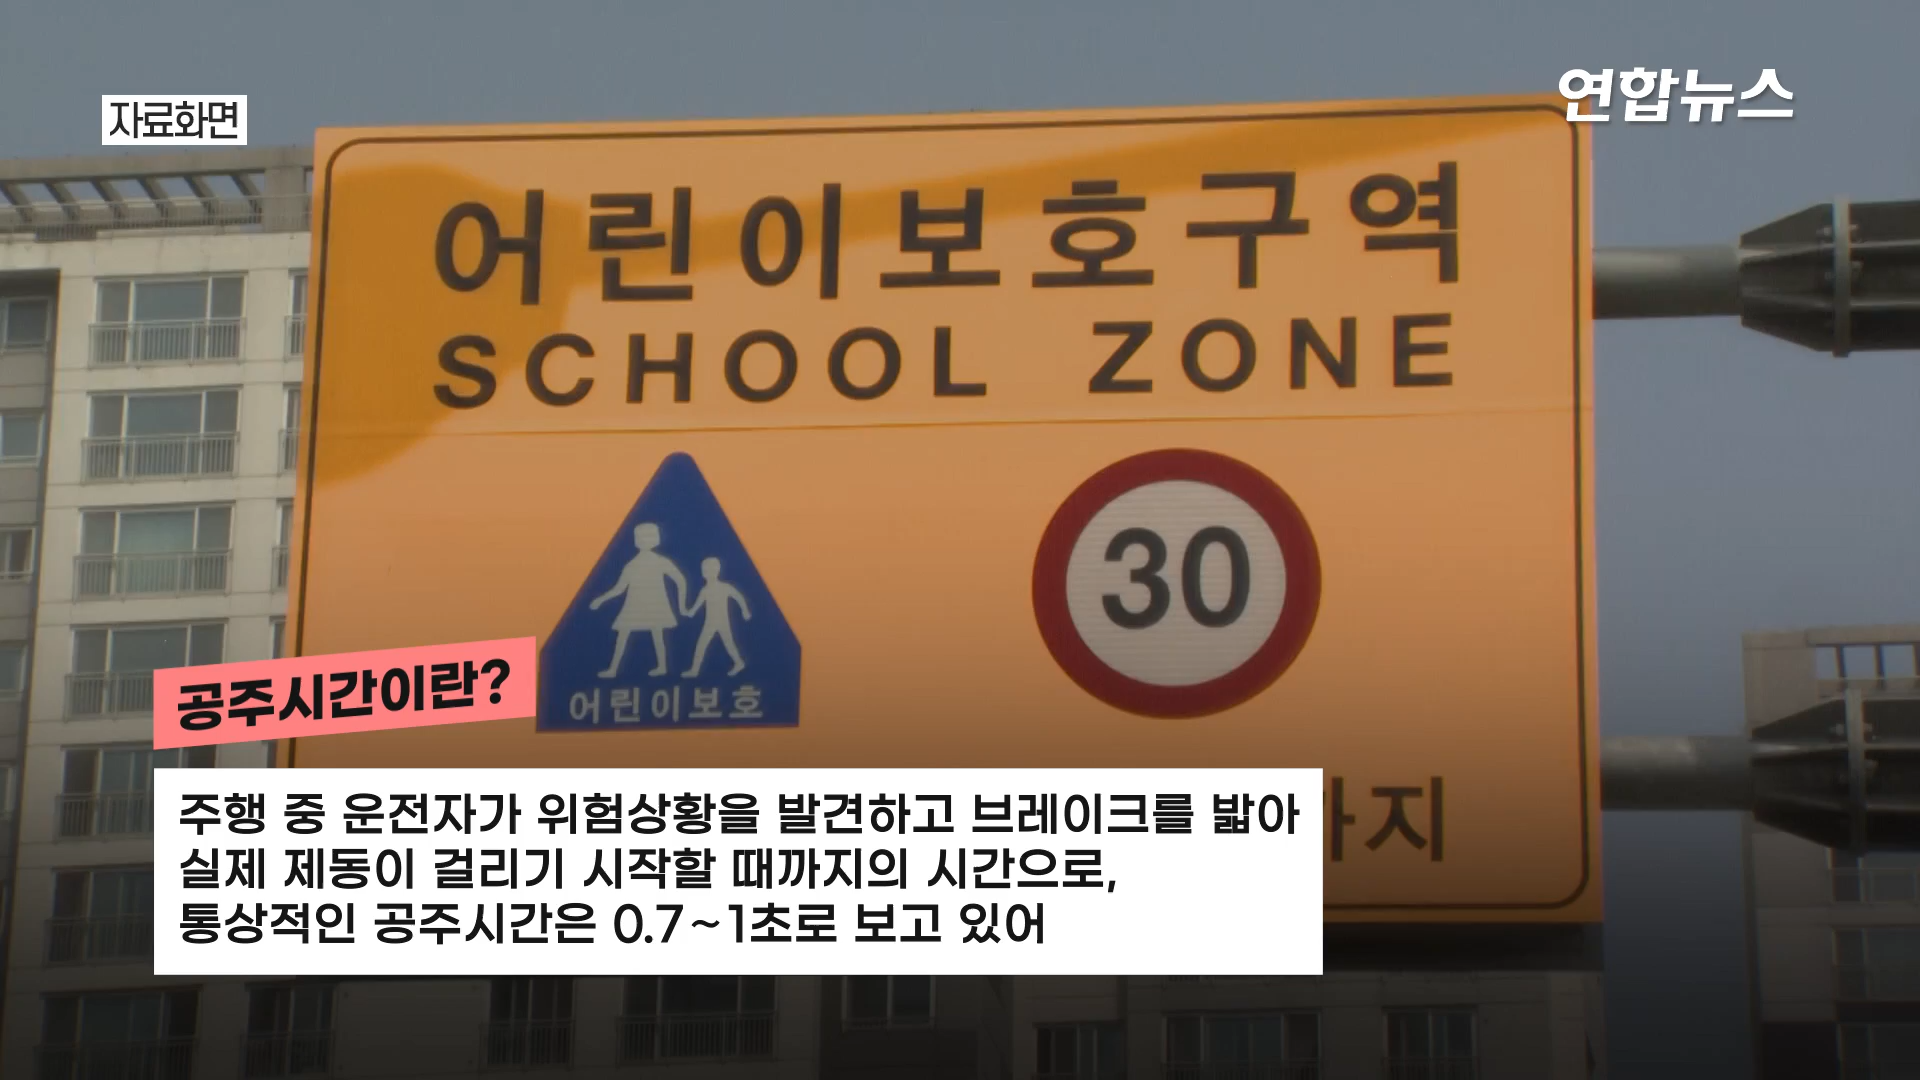 자료화면
연합뉴스
어린이보호구역
SCHOOL ZONE
30
어린이보호
공주시간이란?
까지
주행 중 운전자가 위험상황을 발견하고 브레이크를 밟아
실제 제동이 걸리기 시작할 때까지의 시간으로,
통상적인 공주시간은 0.7~1초로 보고 있어